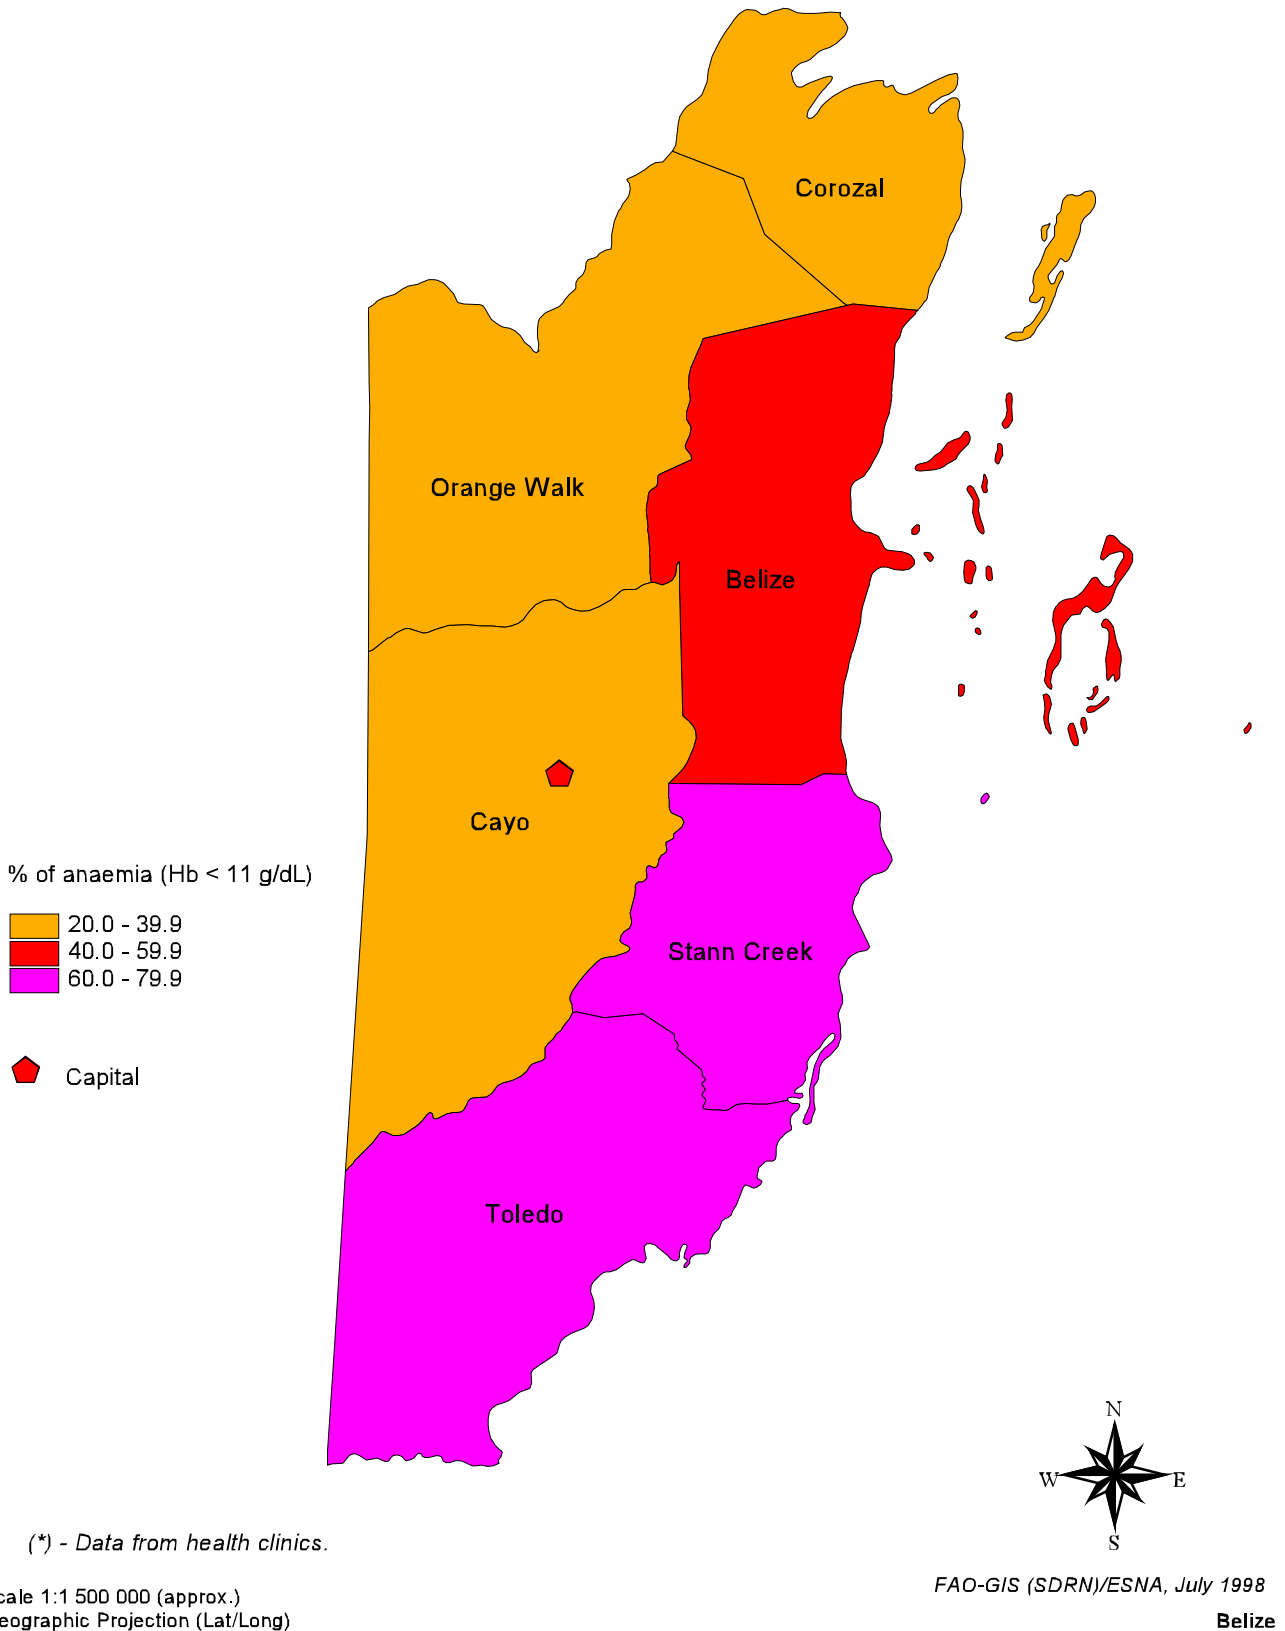 Corozal
Orange Walk
Belize
Cayo
% of anaemia (Hb < 11 g/dL)
20.0 - 39.9
40.0 - 59.9
60.0 - 79.9
Stann Creek
Capital
Toledo
N
W E
S
(*) - Data from health clinics.
cale 1:1 500 000 (approx.)
eographic Projection (Lat/Long)
FAO-GIS (SDRN)/ESNA, July 1998
Belize